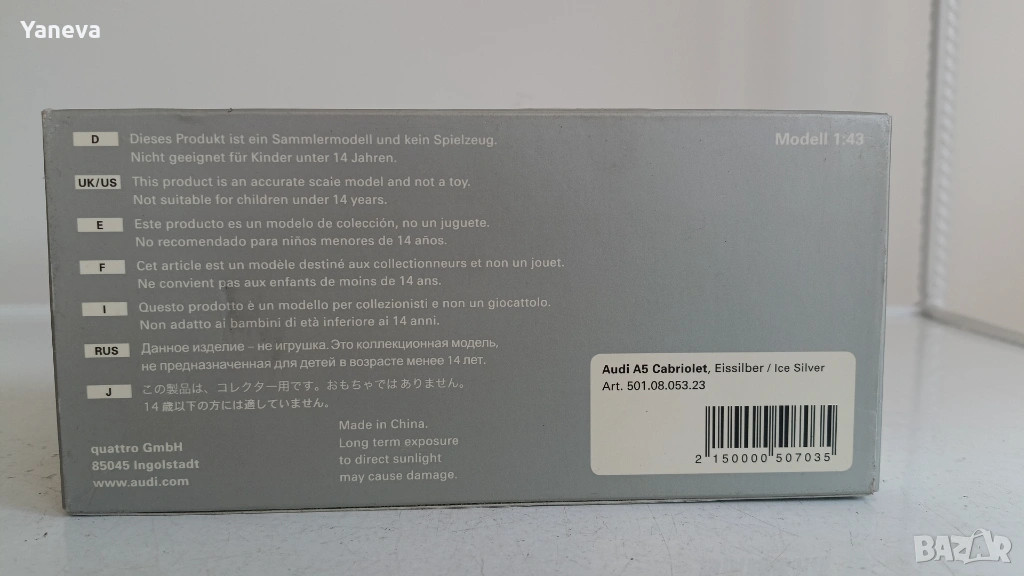 Yaneva
Modell 1:43
D Dieses Produkt ist ein Sammlermodell und kein Spielzeug.
Nicht geeignet für Kinder unter 14 Jahren.
UK/US This product is an accurate scaie model and not a toy.
Not suitable for children under 14 years.
E Este producto es un modelo de colección, no un juguete.
No recomendado para niños menores de 14 años.
F Cet article est un modèle destiné aux collectionneurs et non un jouet.
Ne convient pas aux enfants de moins de 14 ans.
I Questo prodotto è un modello per collezionisti e non un giocattolo.
Non adatto ai bambini di età inferiore ai 14 anni.
RUS Данное изделие – не игрушка. Это коллекционная модель,
не предназначенная для детей в возрасте менее 14 лет.
J この製品は、コレクター用です。おもちゃではありません。
14 歳以下の方には適していません。
quattro GmbH
85045 Ingolstadt
www.audi.com
Made in China.
Long term exposure
to direct sunlight
may cause damage.
Audi A5 Cabriolet, Eissilber / Ice Silver
Art. 501.08.053.23
2 150000 507035
BAZAR